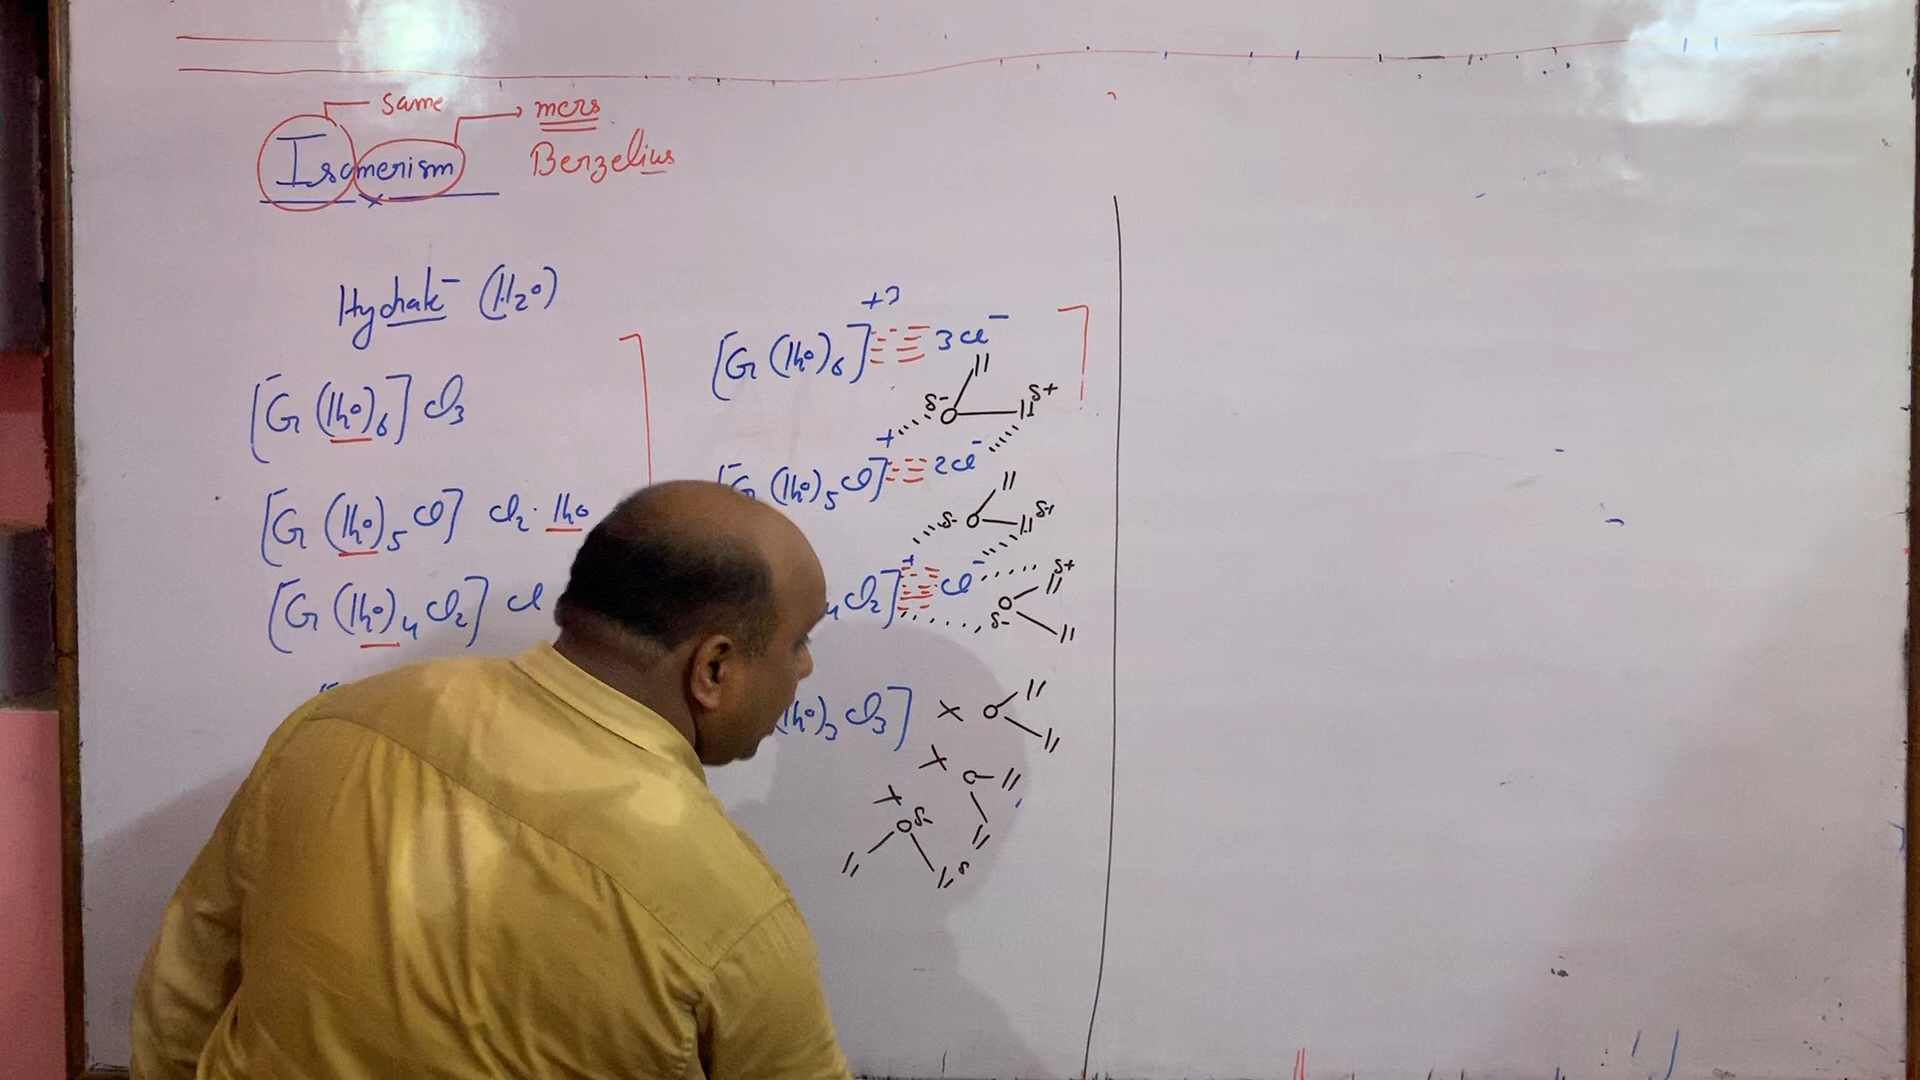 same
mers
Isomerism
Berzelius
Hydrate (H2O)
[Cr(H2O)6]Cl3
[Cr(H2O)5Cl]Cl2·H2O
[Cr(H2O)4Cl2]Cl
[Cr(H2O)6]+3 3Cl−
δ− O H H δ+
[Cr(H2O)5Cl]+ 2Cl−
δ− O H H δ+
4Cl2]+ Cl−
δ− O H H δ+
(H2O)3Cl3] × O H H
× O H H
× O δ− H H δ